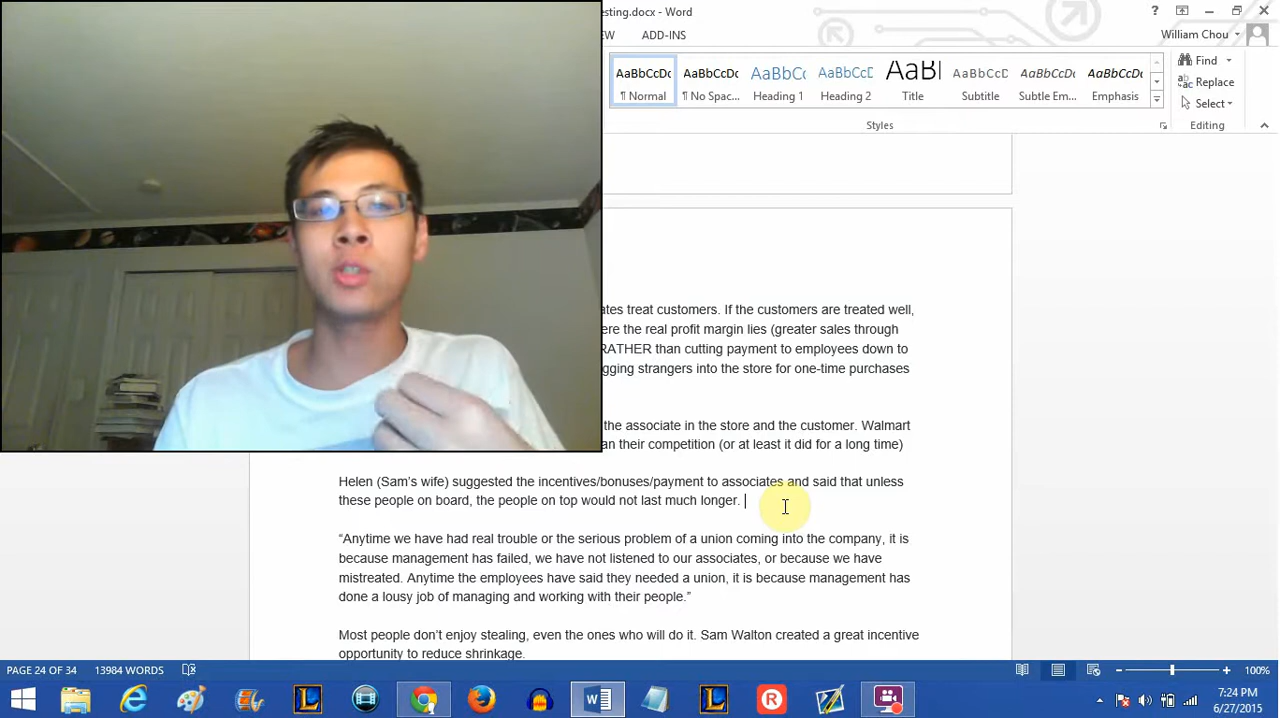 esting.docx - Word
?
EW
ADD-INS
William Chou
AaBbCcDc
¶ Normal
AaBbCcDc
¶ No Spac...
AaBbCc
Heading 1
AaBbCcE
Heading 2
AaB
Title
AaBbCcD
Subtitle
AaBbCcDc
Subtle Em...
AaBbCcDc
Emphasis
Find
Replace
Select
Styles
Editing
ates treat customers. If the customers are treated well,
ere the real profit margin lies (greater sales through
RATHER than cutting payment to employees down to
gging strangers into the store for one-time purchases
the associate in the store and the customer. Walmart
an their competition (or at least it did for a long time)
Helen (Sam's wife) suggested the incentives/bonuses/payment to associates and said that unless
these people on board, the people on top would not last much longer.
“Anytime we have had real trouble or the serious problem of a union coming into the company, it is
because management has failed, we have not listened to our associates, or because we have
mistreated. Anytime the employees have said they needed a union, it is because management has
done a lousy job of managing and working with their people.”
Most people don't enjoy stealing, even the ones who will do it. Sam Walton created a great incentive
opportunity to reduce shrinkage.
PAGE 24 OF 34
13984 WORDS
100%
7:24 PM
6/27/2015